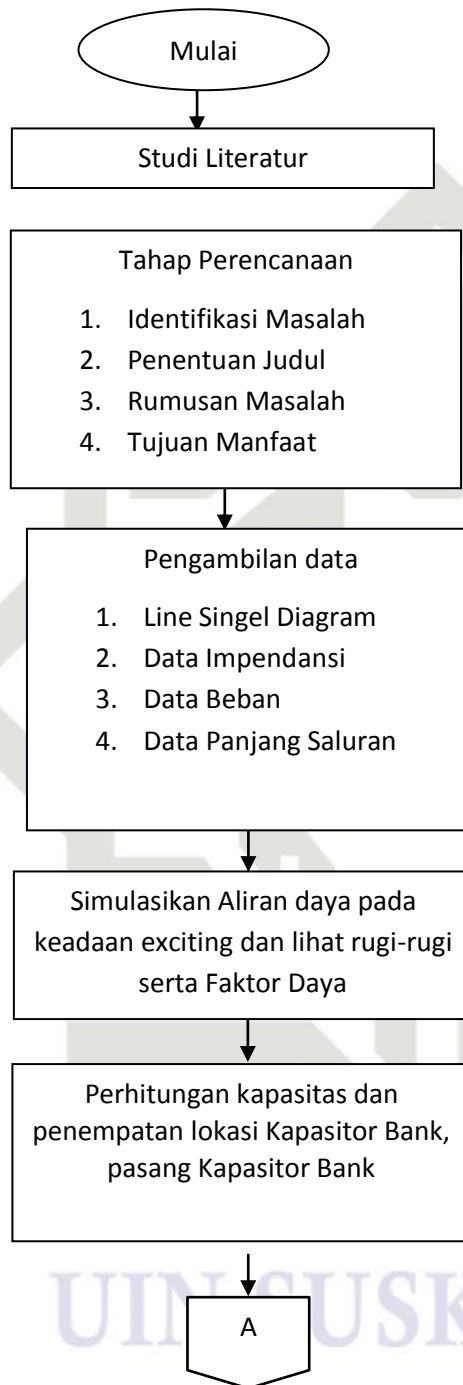 Mulai
Studi Literatur
Tahap Perencanaan
1. Identifikasi Masalah
2. Penentuan Judul
3. Rumusan Masalah
4. Tujuan Manfaat
Pengambilan data
1. Line Singel Diagram
2. Data Impendansi
3. Data Beban
4. Data Panjang Saluran
Simulasikan Aliran daya pada
keadaan exciting dan lihat rugi-rugi
serta Faktor Daya
Perhitungan kapasitas dan
penempatan lokasi Kapasitor Bank,
pasang Kapasitor Bank
A
UIN SUSK